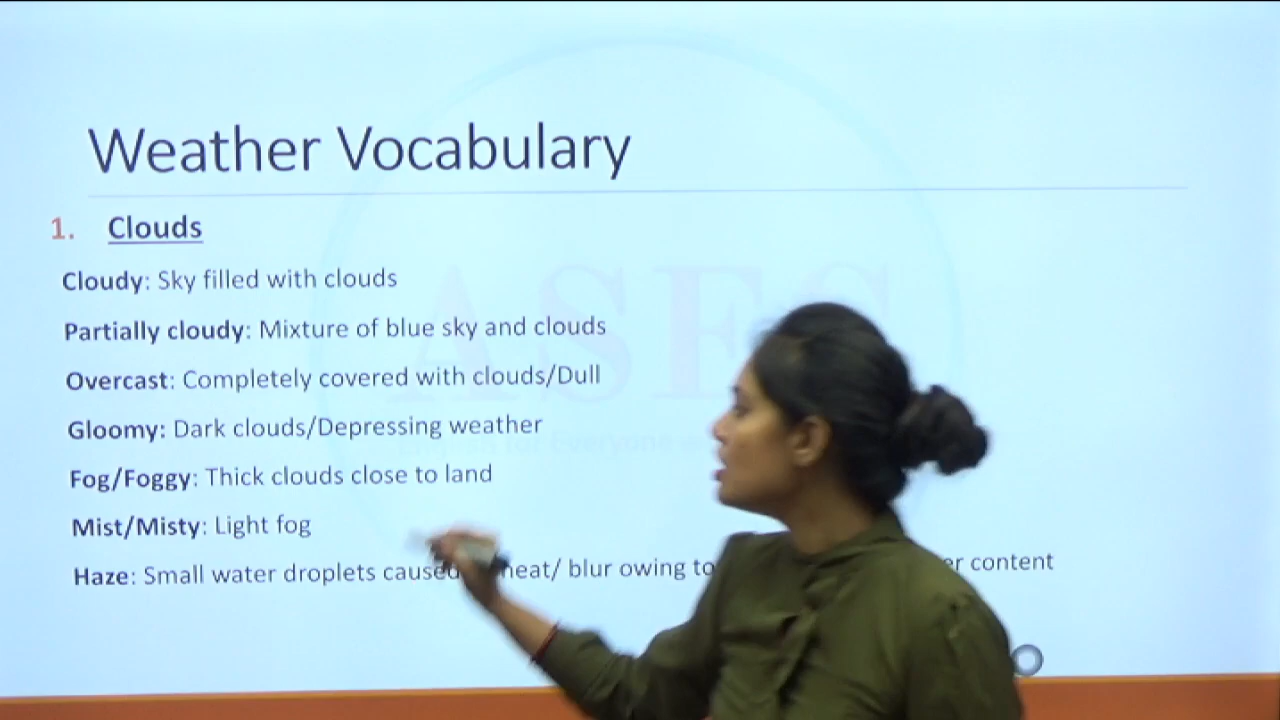 Weather Vocabulary
1. Clouds
Cloudy: Sky filled with clouds
Partially cloudy: Mixture of blue sky and clouds
Overcast: Completely covered with clouds/Dull
Gloomy: Dark clouds/Depressing weather
Fog/Foggy: Thick clouds close to land
Mist/Misty: Light fog
Haze: Small water droplets caused heat/ blur owing to content
ASES